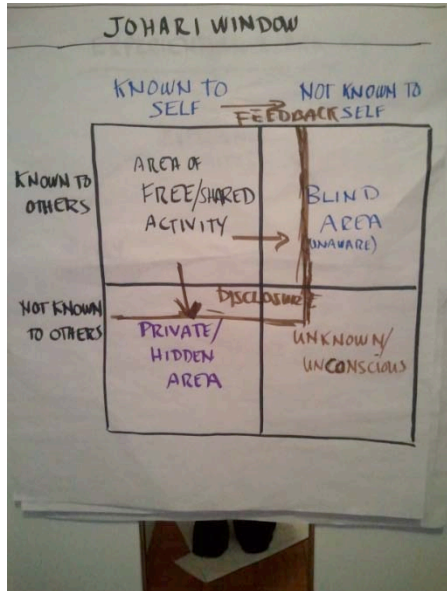 JOHARI WINDOW
KNOWN TO
SELF
NOT KNOWN TO
SELF
FEEDBACK
KNOWN TO
OTHERS
AREA OF
FREE/SHARED
ACTIVITY
BLIND
AREA
(UNAWARE)
DISCLOSURE
NOT KNOWN
TO OTHERS
PRIVATE/
HIDDEN
AREA
UNKNOWN/
UNCONSCIOUS